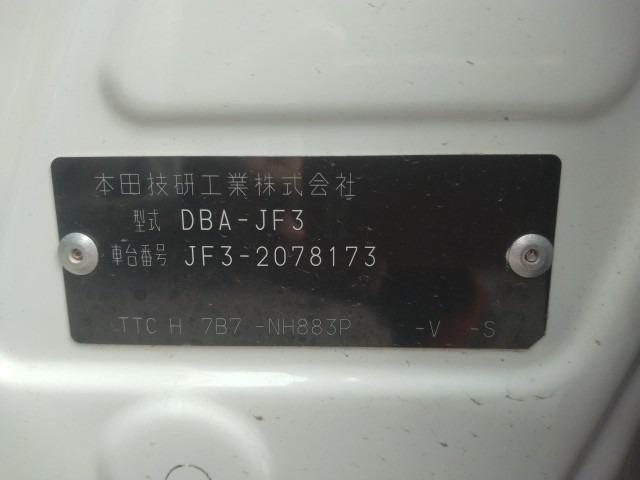 本田技研工業株式会社
型式 DBA-JF3
車台番号 JF3-2078173
TTC H 7B7 -NH883P -V -S